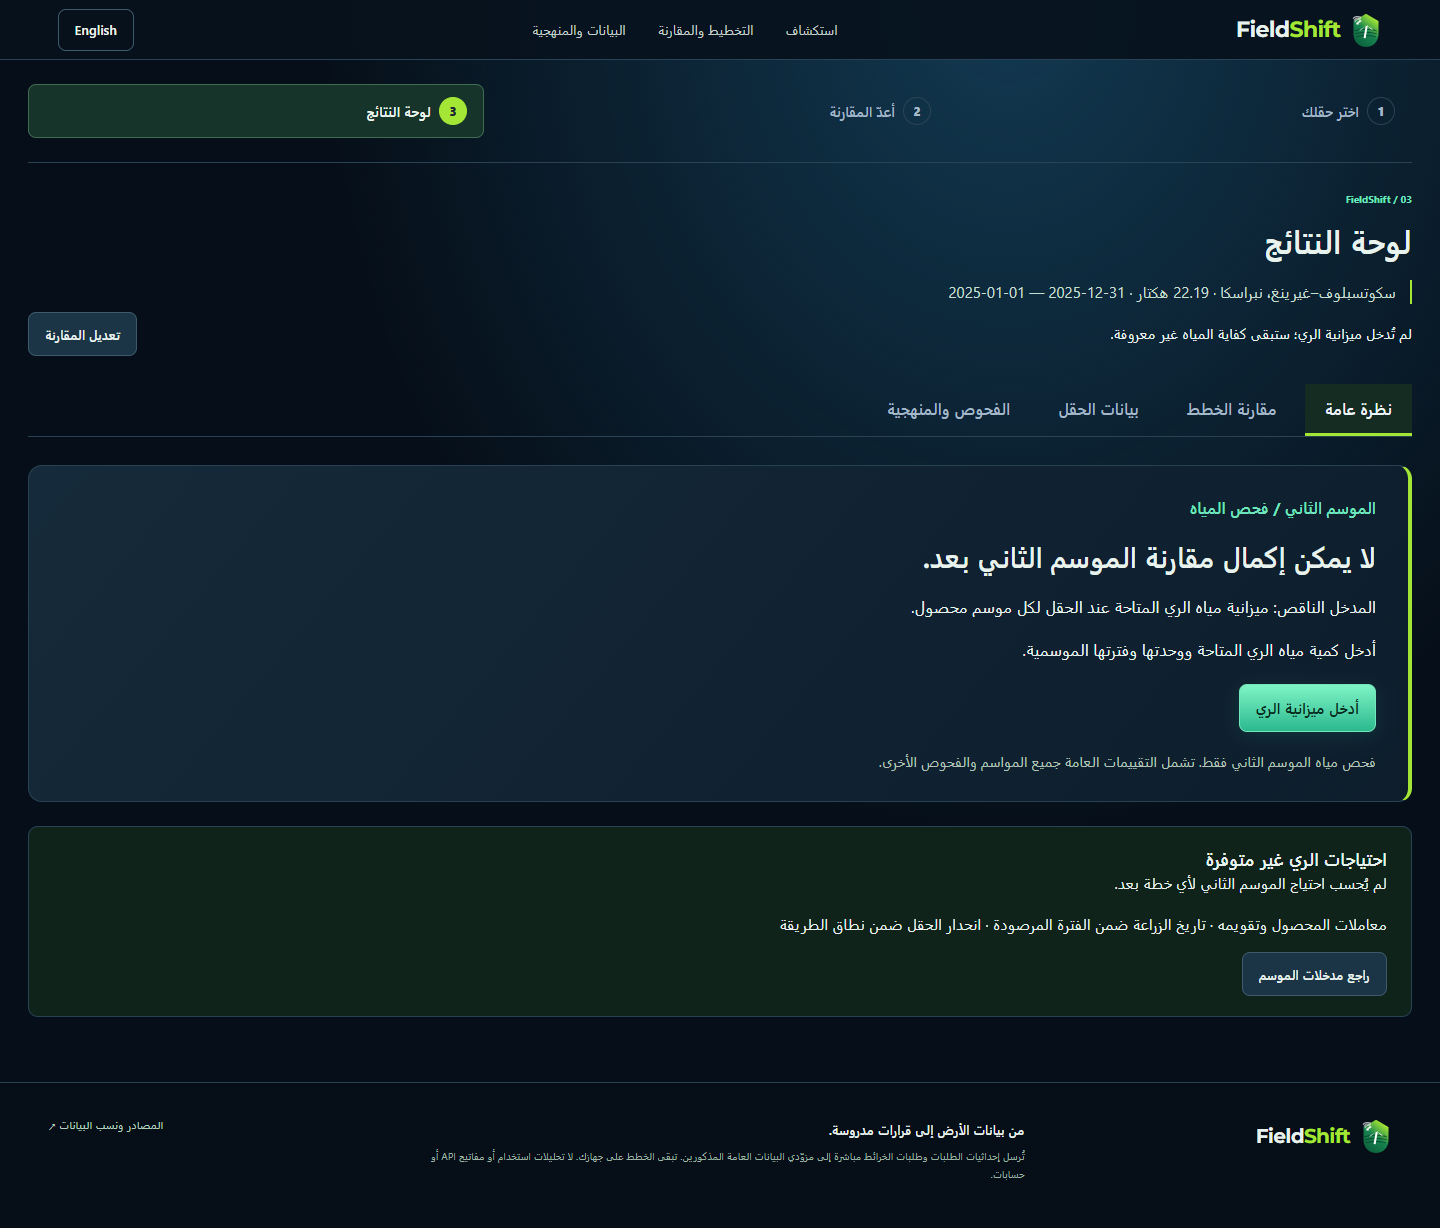 FieldShift
استكشاف
التخطيط والمقارنة
البيانات والمنهجية
English
1 اختر حقلك
2 أعدّ المقارنة
3 لوحة النتائج
FieldShift / 03
لوحة النتائج
سكوتسبلوف–غيرينغ، نبراسكا · 22.19 هكتار · 2025-12-31 — 2025-01-01
لم تُدخل ميزانية الري؛ ستبقى كفاية المياه غير معروفة.
تعديل المقارنة
نظرة عامة
مقارنة الخطط
بيانات الحقل
الفحوص والمنهجية
الموسم الثاني / فحص المياه
لا يمكن إكمال مقارنة الموسم الثاني بعد.
المدخل الناقص: ميزانية مياه الري المتاحة عند الحقل لكل موسم محصول.
أدخل كمية مياه الري المتاحة ووحدتها وفترتها الموسمية.
أدخل ميزانية الري
فحص مياه الموسم الثاني فقط. تشمل التقييمات العامة جميع المواسم والفحوص الأخرى.
احتياجات الري غير متوفرة
لم يُحسب احتياج الموسم الثاني لأي خطة بعد.
معاملات المحصول وتقويمه · تاريخ الزراعة ضمن الفترة المرصودة · انحدار الحقل ضمن نطاق الطريقة
راجع مدخلات الموسم
FieldShift
من بيانات الأرض إلى قرارات مدروسة.
تُرسل إحداثيات الطلبات وطلبات الخرائط مباشرة إلى مزوّدي البيانات العامة المذكورين. تبقى الخطط على جهازك. لا تحليلات استخدام أو مفاتيح API أو
حسابات.
المصادر ونسب البيانات ↗